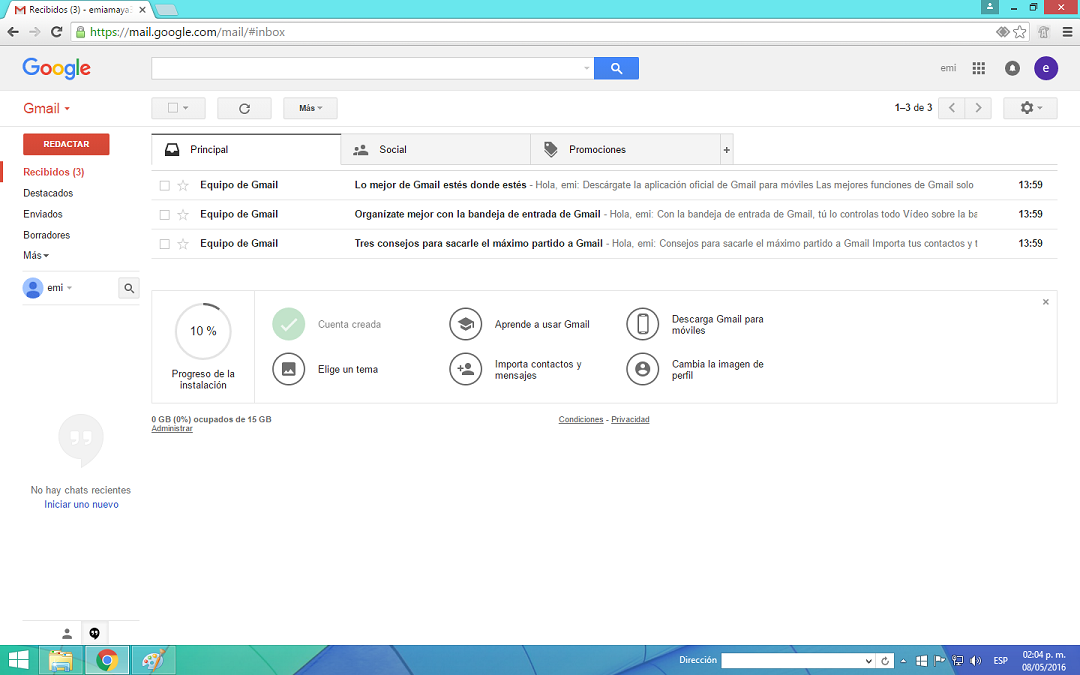 Recibidos (3) - emiamaya
https://mail.google.com/mail/#inbox
Google
emi
e
Gmail
Más
1–3 de 3
REDACTAR
Principal
Social
Promociones
+
Recibidos (3)
Destacados
Enviados
Borradores
Más
emi
Equipo de Gmail Lo mejor de Gmail estés donde estés - Hola, emi: Descárgate la aplicación oficial de Gmail para móviles Las mejores funciones de Gmail solo 13:59
Equipo de Gmail Organízate mejor con la bandeja de entrada de Gmail - Hola, emi: Con la bandeja de entrada de Gmail, tú lo controlas todo Vídeo sobre la ba 13:59
Equipo de Gmail Tres consejos para sacarle el máximo partido a Gmail - Hola, emi: Consejos para sacarle el máximo partido a Gmail Importa tus contactos y t 13:59
10 %
Progreso de la
instalación
Cuenta creada
Aprende a usar Gmail
Descarga Gmail para
móviles
Elige un tema
Importa contactos y
mensajes
Cambia la imagen de
perfil
0 GB (0%) ocupados de 15 GB
Administrar
Condiciones - Privacidad
No hay chats recientes
Iniciar uno nuevo
Dirección
ESP
02:04 p. m.
08/05/2016